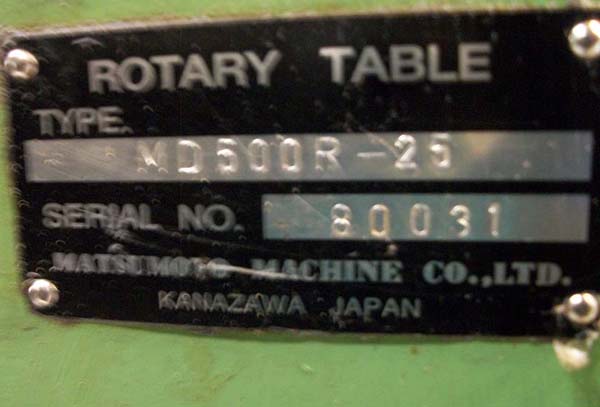 ROTARY TABLE
TYPE.
MD500R-25
SERIAL NO. 80031
MATSUMOTO MACHINE CO.,LTD.
KANAZAWA JAPAN